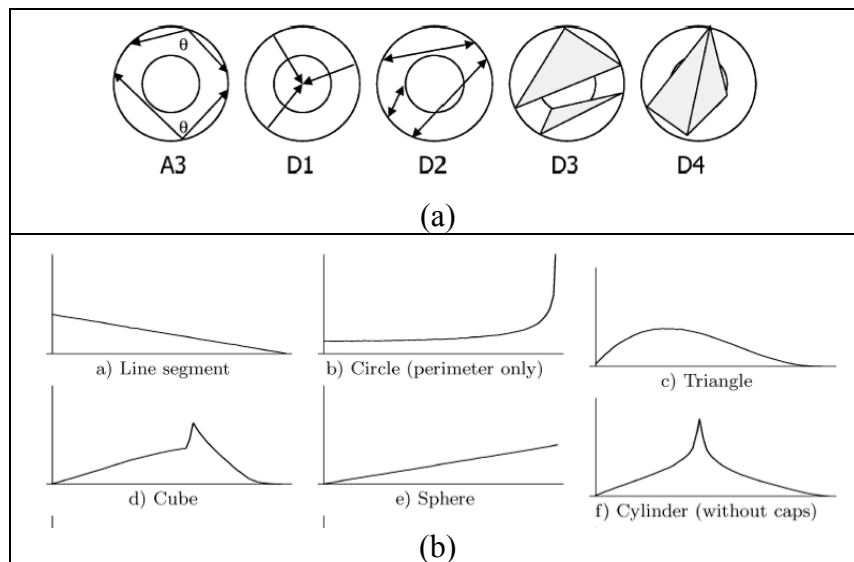 θ
θ
A3 D1 D2 D3 D4
(a)
a) Line segment
b) Circle (perimeter only)
c) Triangle
d) Cube
e) Sphere
f) Cylinder (without caps)
(b)